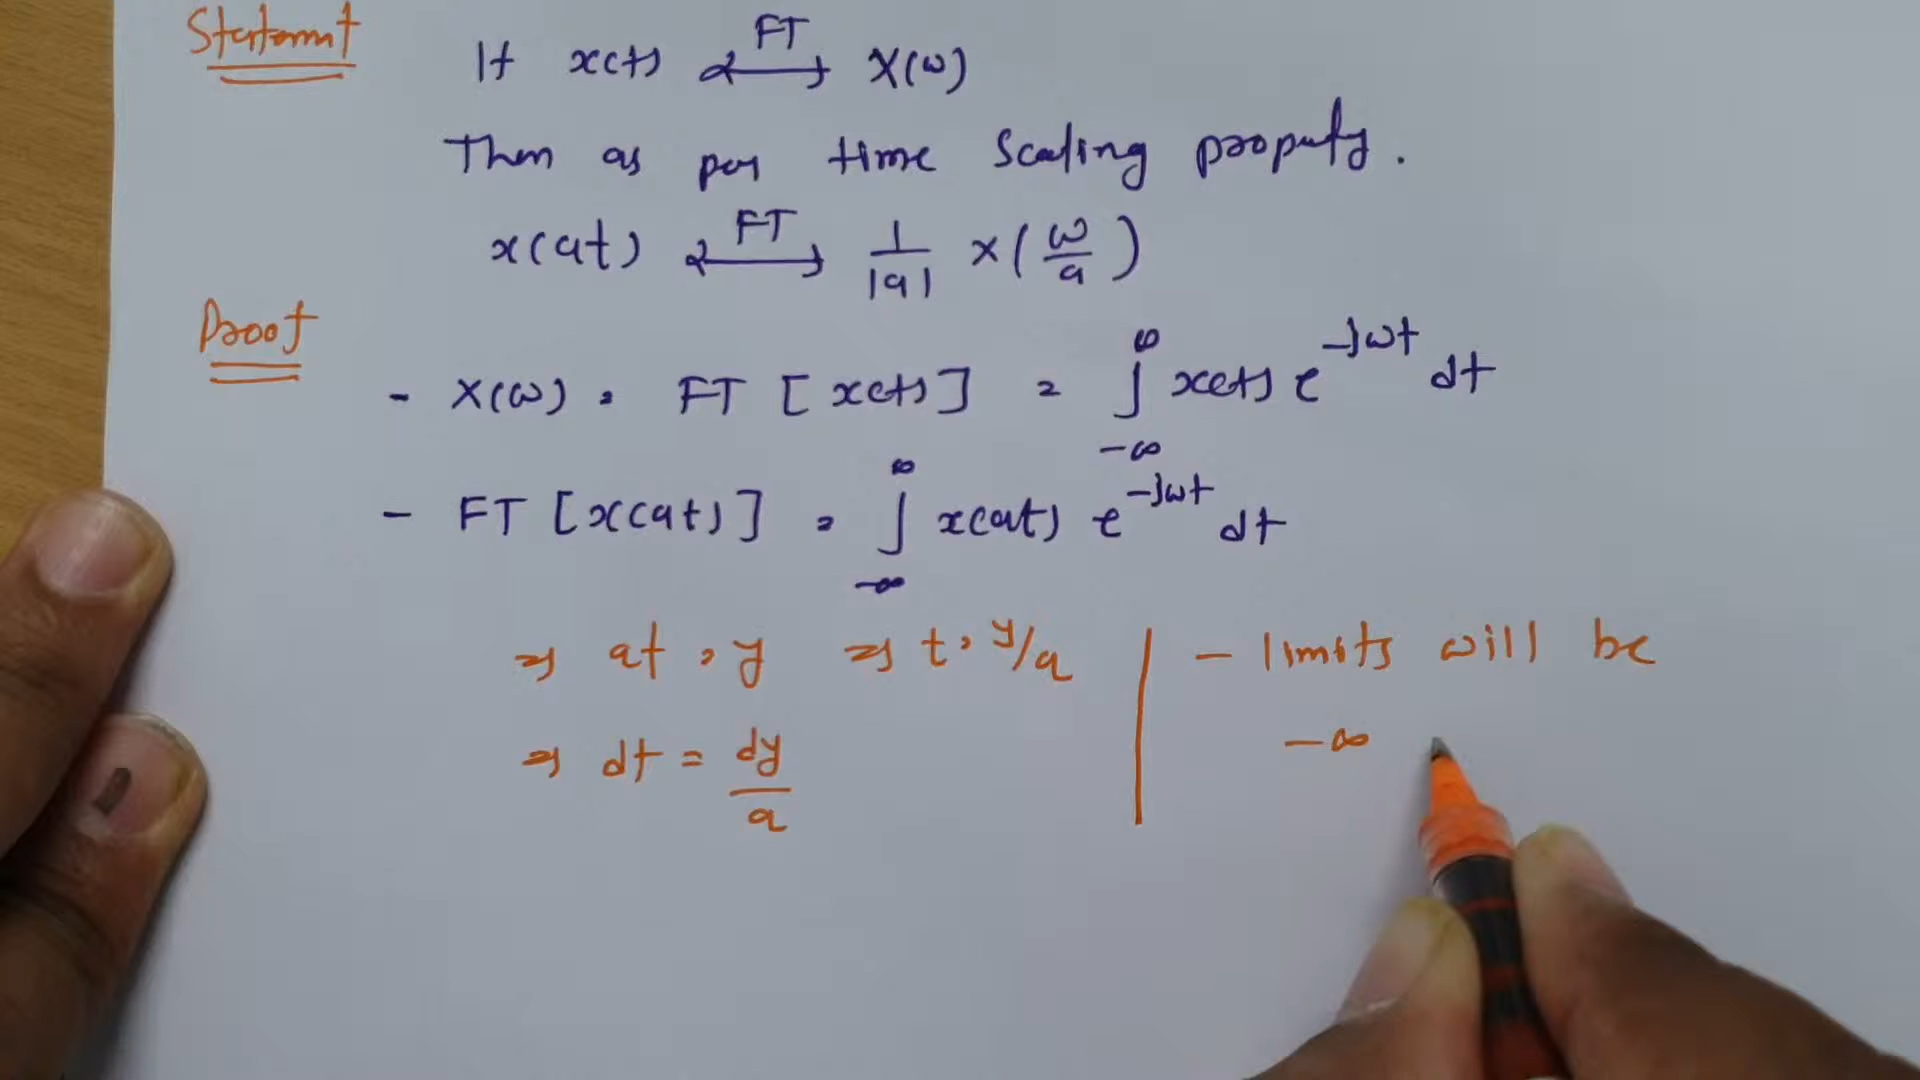 Statement
If x(t) ⟷ FT X(ω)
Then as per time scaling property.
x(at) ⟷ FT 1/|a| X(ω/a)
Proof
- X(ω) = FT [x(t)] = ∫_{-∞}^{∞} x(t) e^{-jωt} dt
- FT [x(at)] = ∫_{-∞}^{∞} x(at) e^{-jωt} dt
⇒ at = y ⇒ t = y/a
⇒ dt = dy/a
- limits will be
-∞